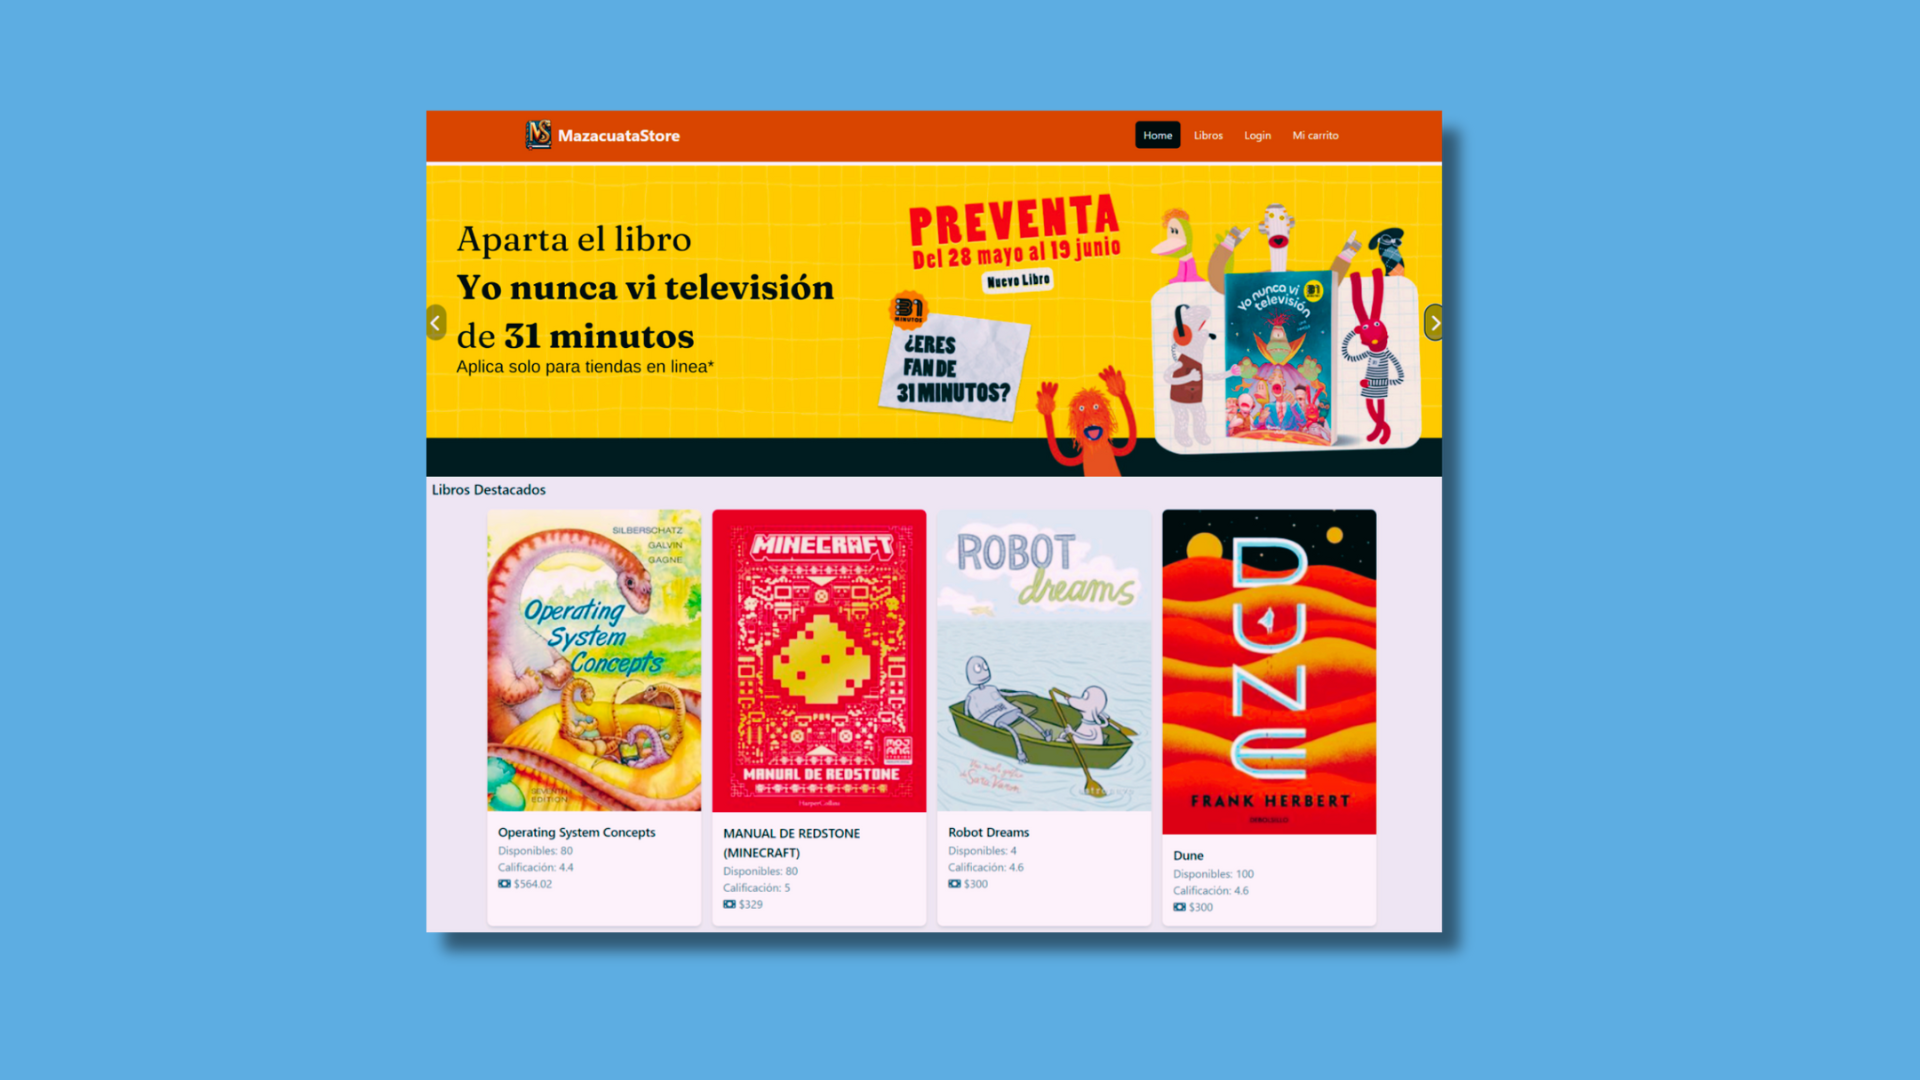 MS MazacuataStore
Home Libros Login Mi carrito
Aparta el libro
Yo nunca vi televisión
de 31 minutos
Aplica solo para tiendas en linea*
PREVENTA
Del 28 mayo al 19 junio
Nuevo Libro
31
MINUTOS
¿ERES
FAN DE
31 MINUTOS?
Yo nunca vi
televisión
31
Libros Destacados
SILBERSCHATZ
GALVIN
GAGNE
Operating
System
Concepts
SEVENTH
EDITION
Operating System Concepts
Disponibles: 80
Calificación: 4.4
$564.02
MINECRAFT
MOJANG
MANUAL DE REDSTONE
HarperCollins
MANUAL DE REDSTONE
(MINECRAFT)
Disponibles: 80
Calificación: 5
$329
ROBOT
dreams
Robot Dreams
Disponibles: 4
Calificación: 4.6
$300
DUNE
FRANK HERBERT
Dune
Disponibles: 100
Calificación: 4.6
$300